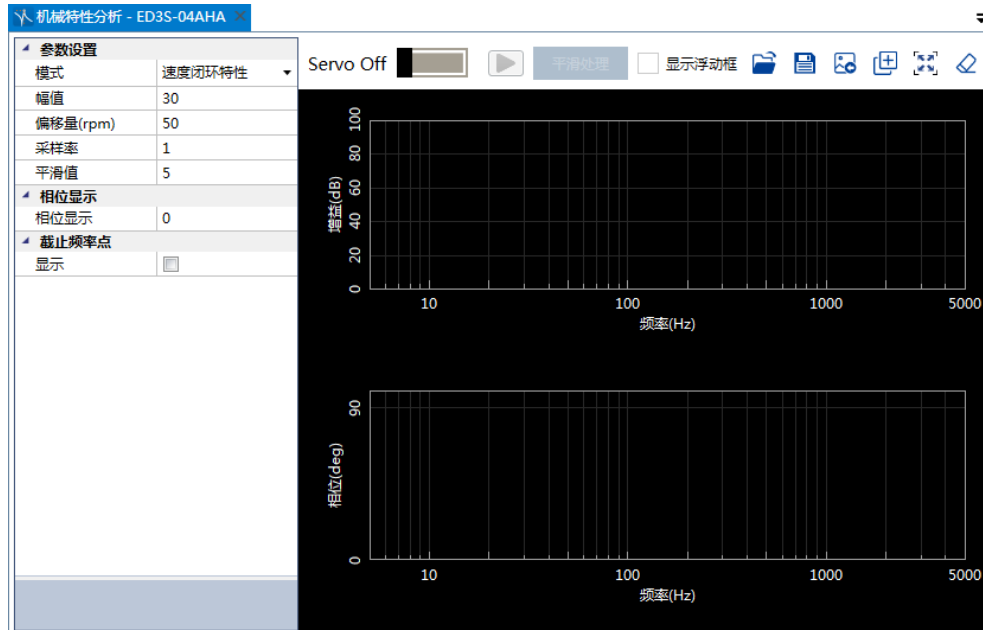 机械特性分析 - ED3S-04AHA
参数设置
模式 速度闭环特性
幅值 30
偏移量(rpm) 50
采样率 1
平滑值 5
相位显示
相位显示 0
截止频率点
显示
Servo Off 平滑处理 显示浮动框
增益(dB)
100
80
60
40
20
0
10 100 1000 5000
频率(Hz)
相位(deg)
90
0
10 100 1000 5000
频率(Hz)